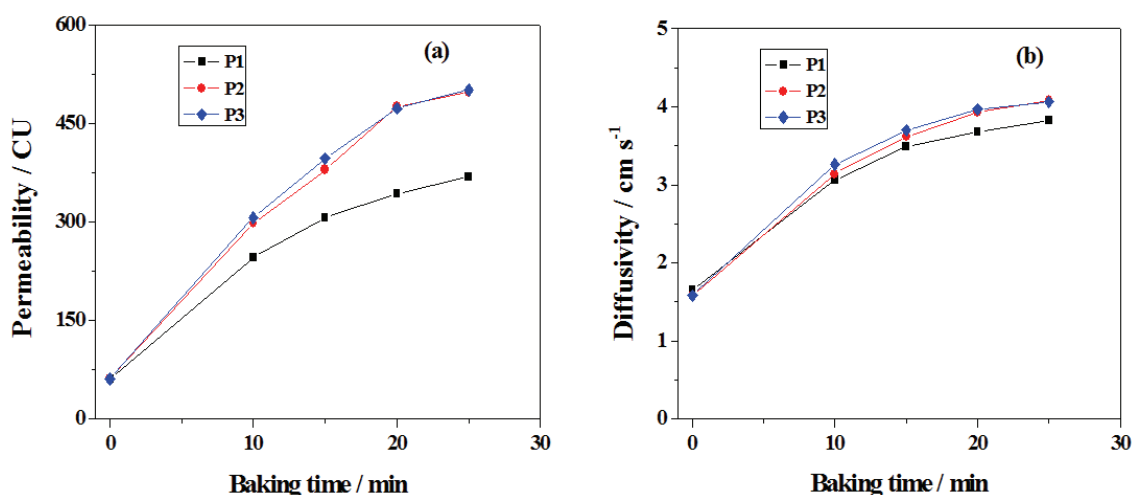 600
450
300
150
0
Permeability / CU
P1
P2
P3
(a)
0 10 20 30
Baking time / min
5
4
3
2
1
0
Diffusivity / cm s⁻¹
P1
P2
P3
(b)
0 10 20 30
Baking time / min